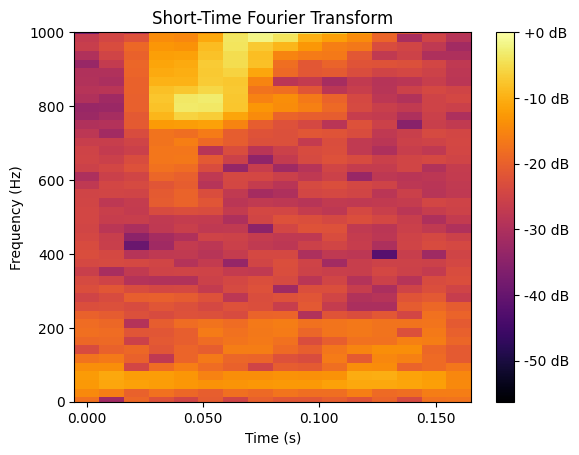 Short-Time Fourier Transform
1000
800
600
400
200
0
Frequency (Hz)
0.000
0.050
0.100
0.150
Time (s)
+0 dB
-10 dB
-20 dB
-30 dB
-40 dB
-50 dB